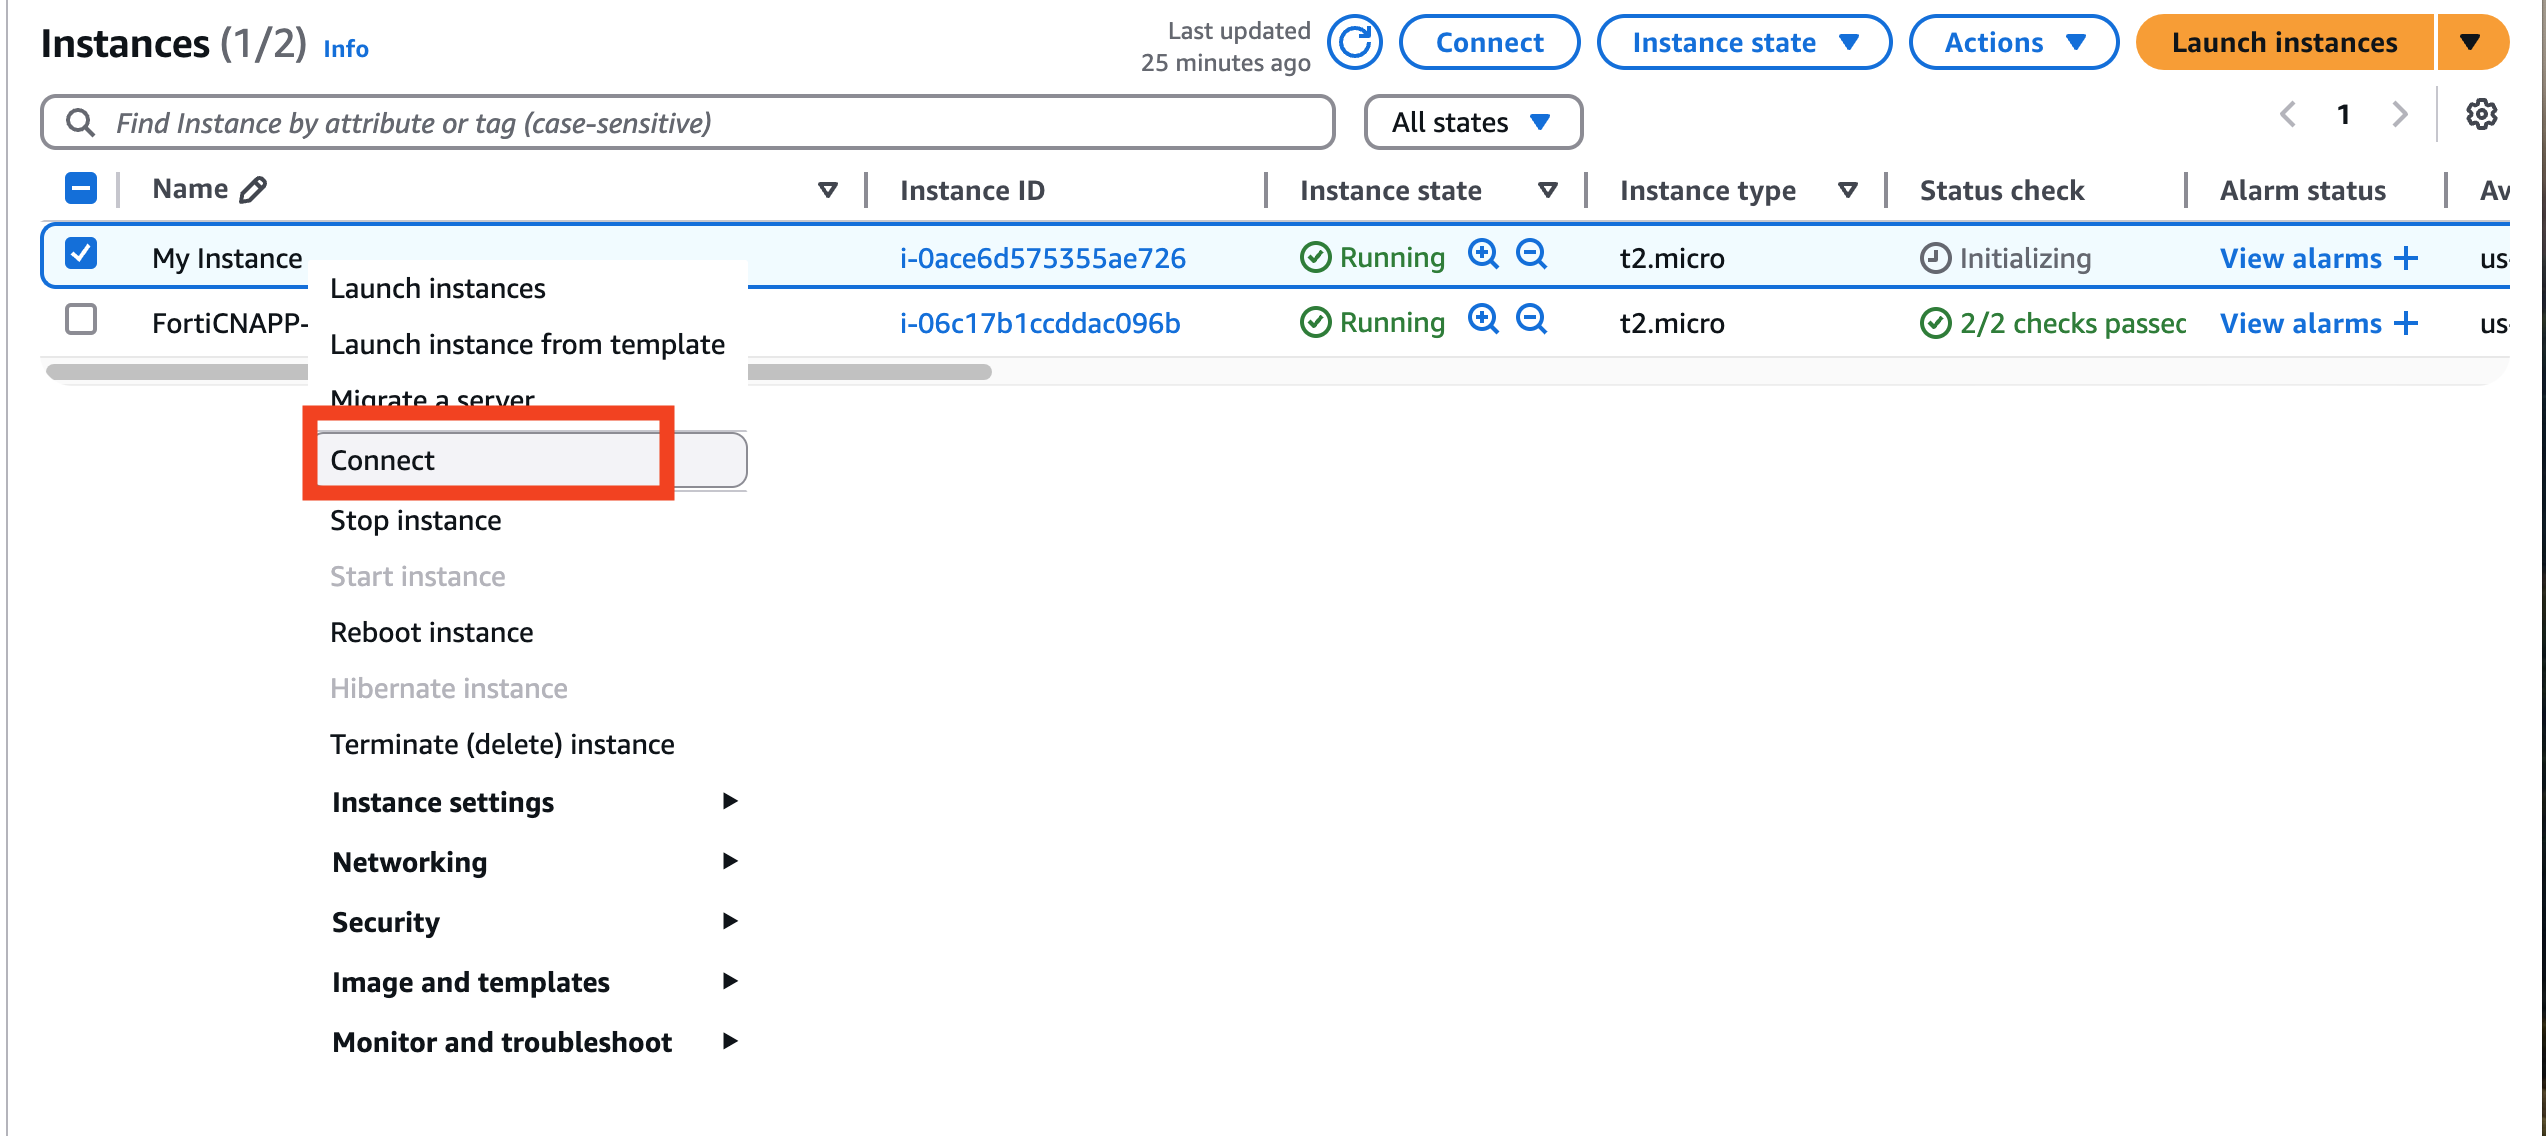 Instances (1/2) Info
Last updated
25 minutes ago
Connect
Instance state
Actions
Launch instances
Find Instance by attribute or tag (case-sensitive)
All states
1
Name Instance ID Instance state Instance type Status check Alarm status Av
My Instance i-0ace6d575355ae726 Running t2.micro Initializing View alarms + us-
FortiCNAPP- i-06c17b1ccddac096b Running t2.micro 2/2 checks passed View alarms + us-
Launch instances
Launch instance from template
Migrate a server
Connect
Stop instance
Start instance
Reboot instance
Hibernate instance
Terminate (delete) instance
Instance settings
Networking
Security
Image and templates
Monitor and troubleshoot